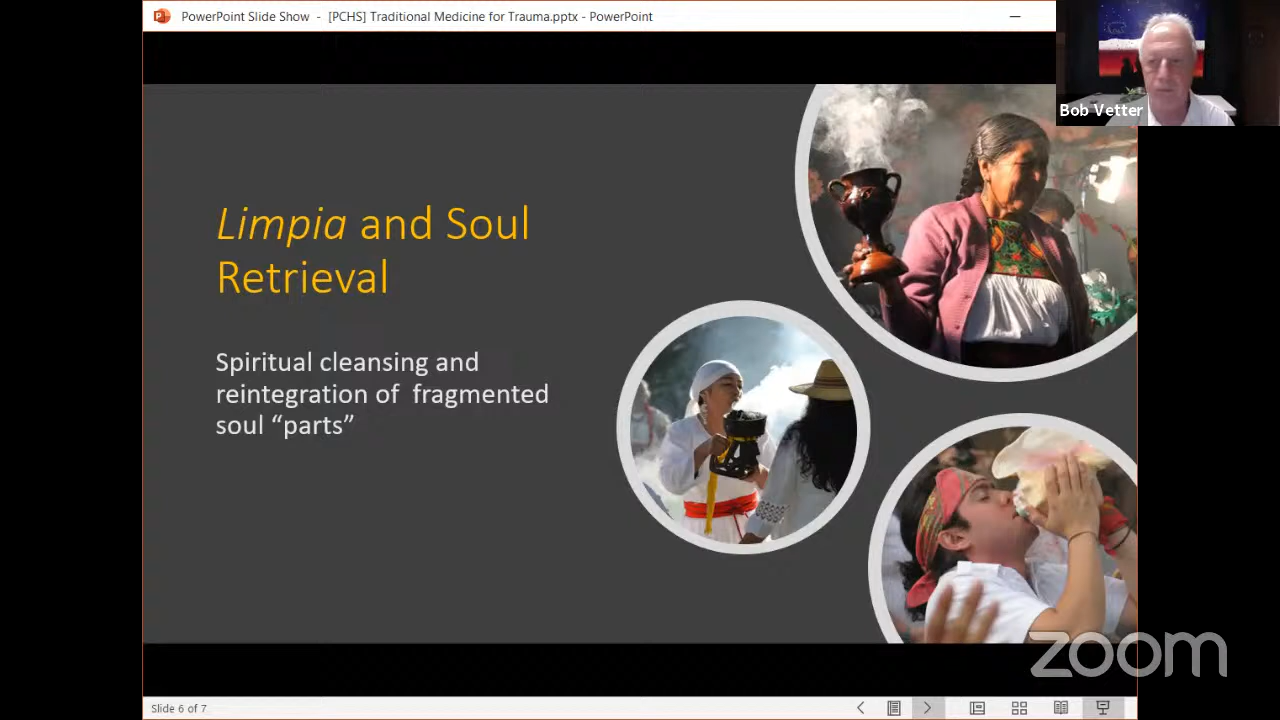 PowerPoint Slide Show - [PCHS] Traditional Medicine for Trauma.pptx - PowerPoint
Bob Vetter
Limpia and Soul
Retrieval
Spiritual cleansing and
reintegration of fragmented
soul “parts”
zoom
Slide 6 of 7